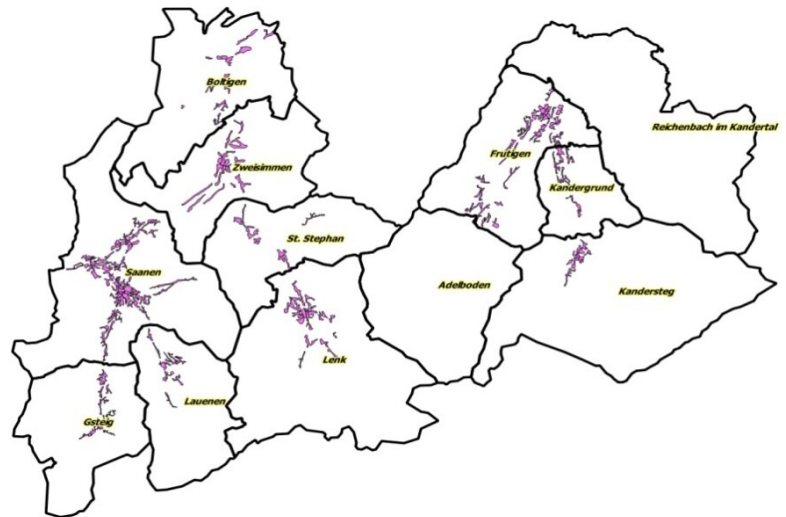 Boltigen
Reichenbach im Kandertal
Frutigen
Zweisimmen
Kandergrund
St. Stephan
Saanen
Adelboden
Kandersteg
Lenk
Lauenen
Gsteig